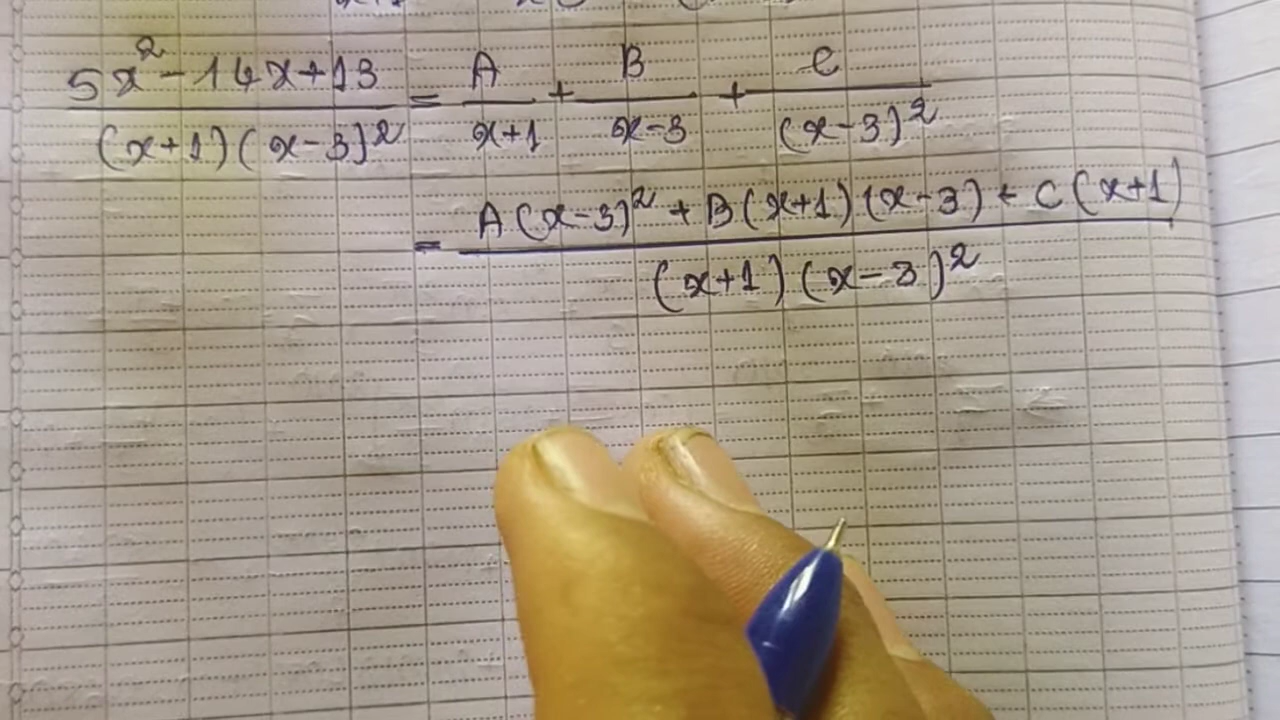 5x² - 14x + 13 / (x+1)(x-3)² = A / x+1 + B / x-3 + C / (x-3)²
= A(x-3)² + B(x+1)(x-3) + C(x+1) / (x+1)(x-3)²